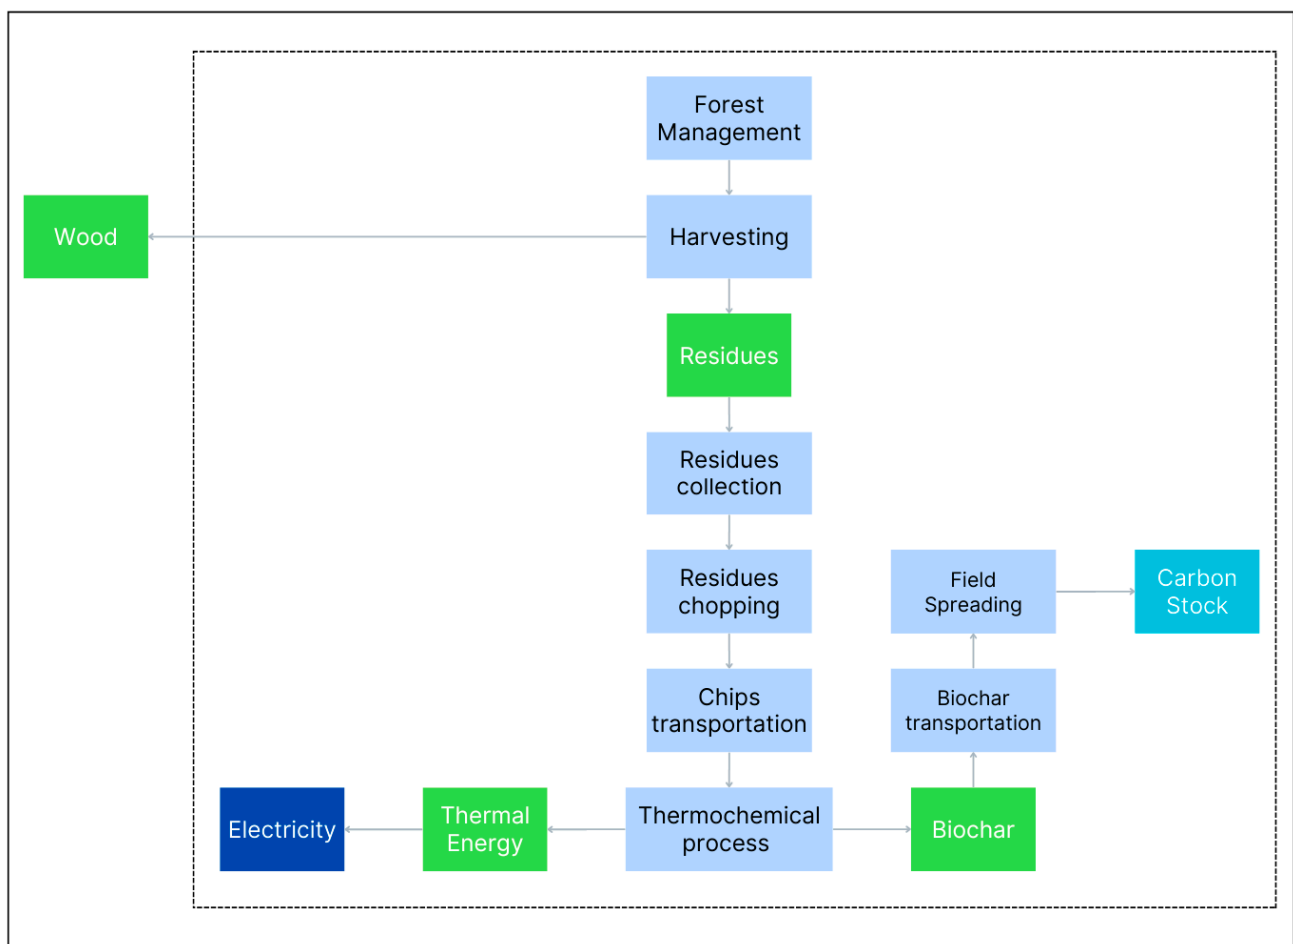 Forest
Management
Wood
Harvesting
Residues
Residues
collection
Residues
chopping
Field
Spreading
Carbon
Stock
Chips
transportation
Biochar
transportation
Electricity
Thermal
Energy
Thermochemical
process
Biochar